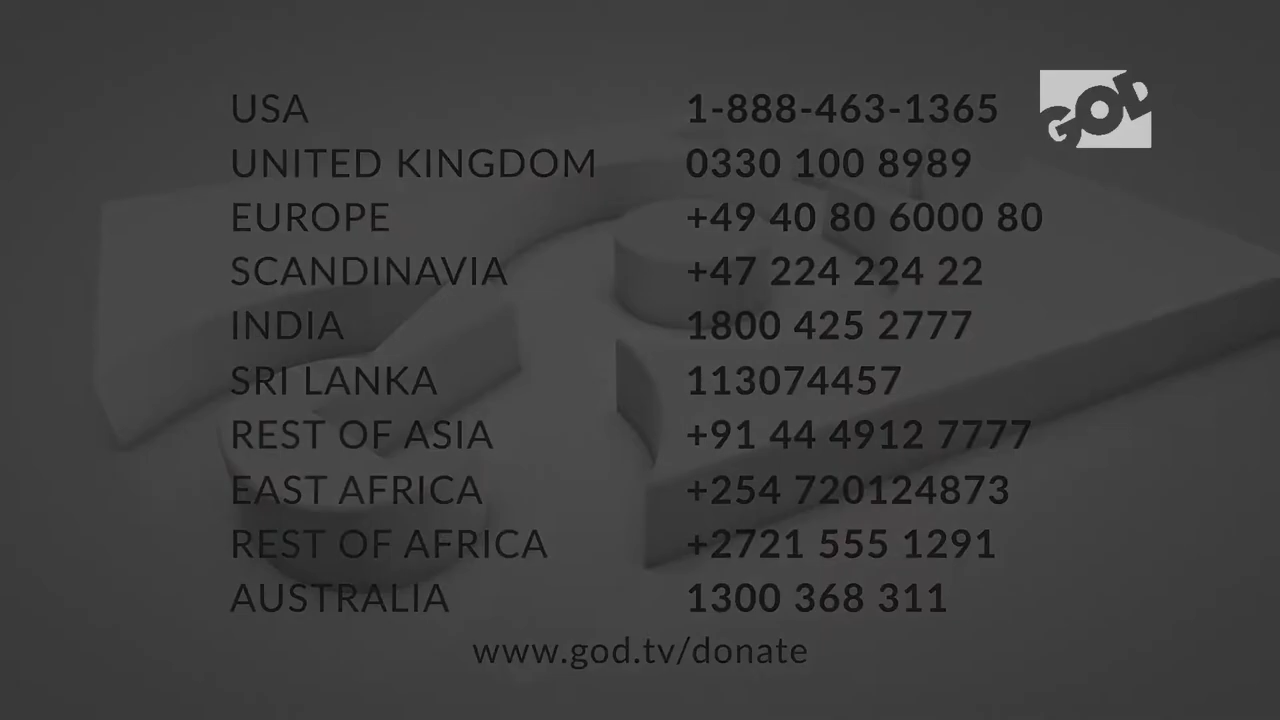 USA 1-888-463-1365
GOD
UNITED KINGDOM 0330 100 8989
EUROPE +49 40 80 6000 80
SCANDINAVIA +47 224 224 22
INDIA 1800 425 2777
SRI LANKA 113074457
REST OF ASIA +91 44 4912 7777
EAST AFRICA +254 720124873
REST OF AFRICA +2721 555 1291
AUSTRALIA 1300 368 311
www.god.tv/donate